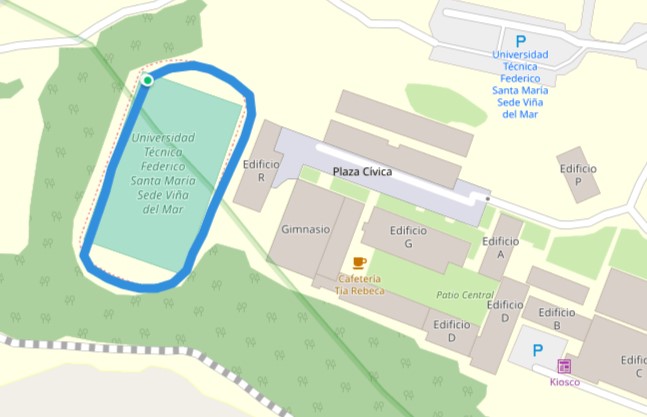 P
Universidad
Técnica
Federico
Santa María
Sede Viña
del Mar
Universidad
Técnica
Federico
Santa María
Sede Viña
del Mar
Edificio
R
Plaza Cívica
Edificio
P
Gimnasio
Edificio
G
Edificio
A
Cafetería
Tía Rebeca
Patio Central
Edificio
D
Edificio
D
Edificio
B
P
Kiosco
Edific
C